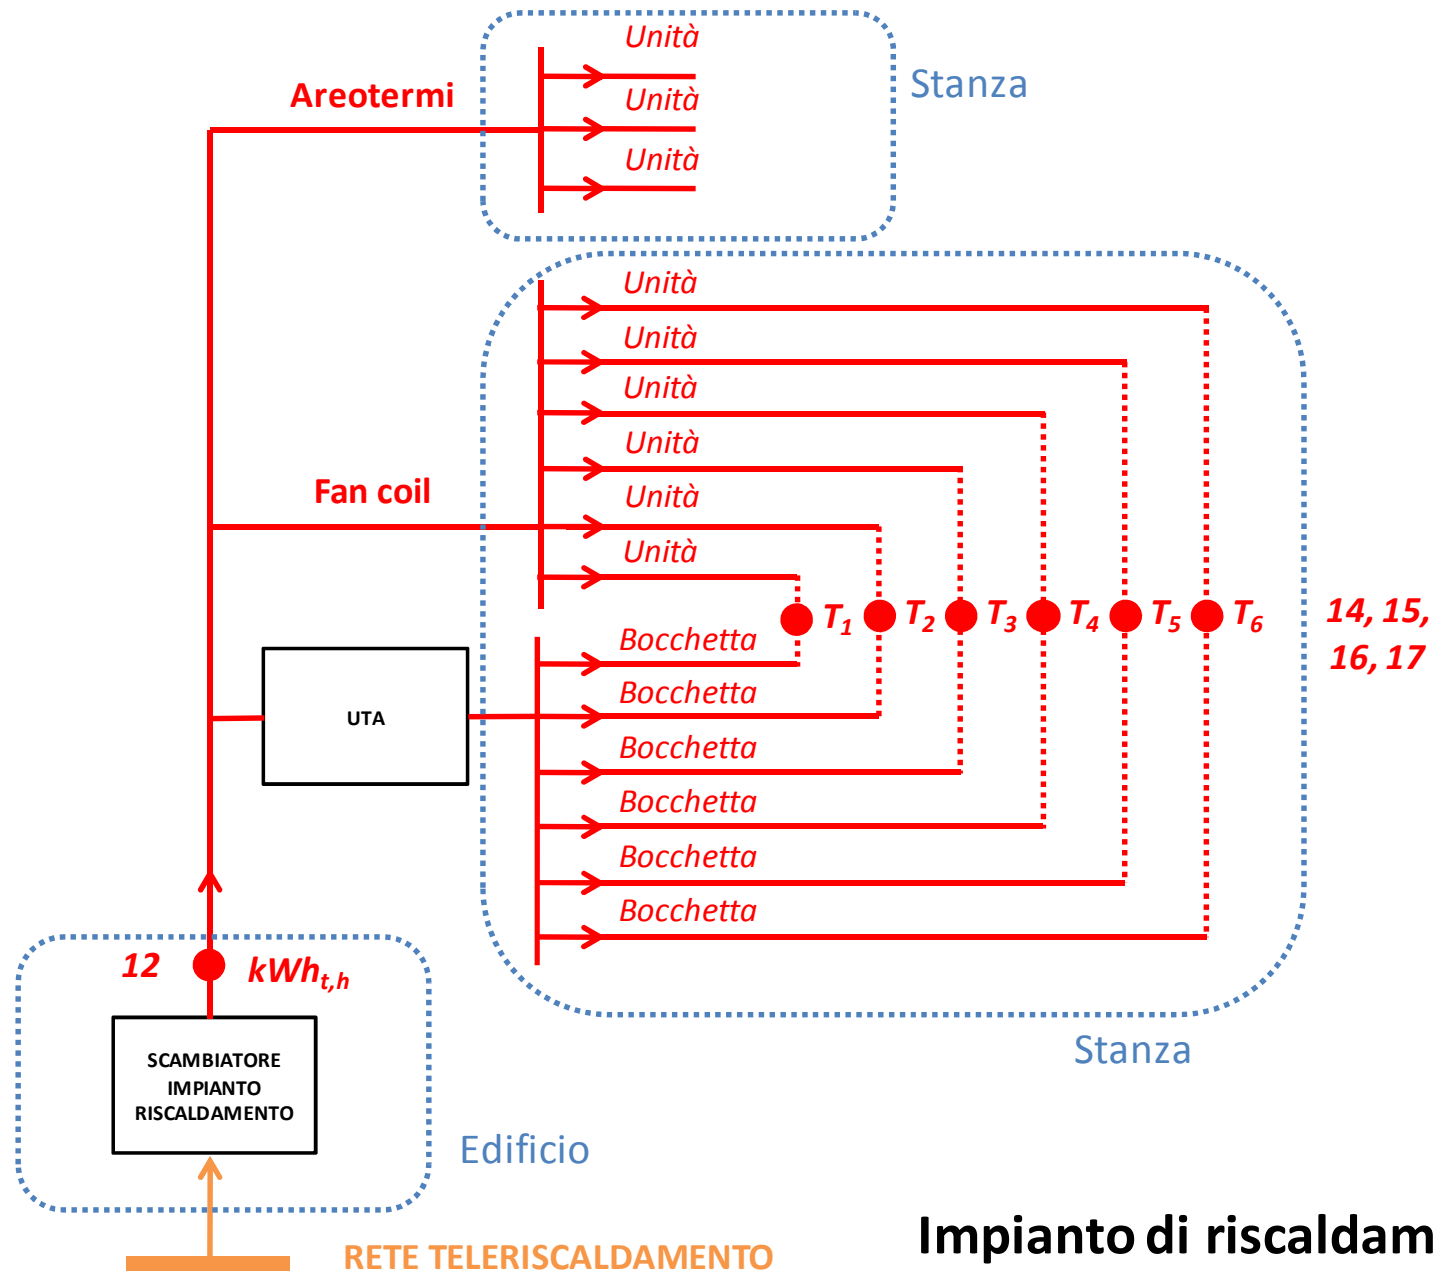 Unità
Areotermi
Unità
Stanza
Unità
Unità
Unità
Unità
Unità
Fan coil
Unità
Unità
T1
T2
T3
T4
T5
T6
14, 15,
16, 17
Bocchetta
Bocchetta
UTA
Bocchetta
Bocchetta
Bocchetta
Bocchetta
12
kWht,h
Stanza
SCAMBIATORE
IMPIANTO
RISCALDAMENTO
Edificio
Impianto di riscaldam
RETE TELERISCALDAMENTO